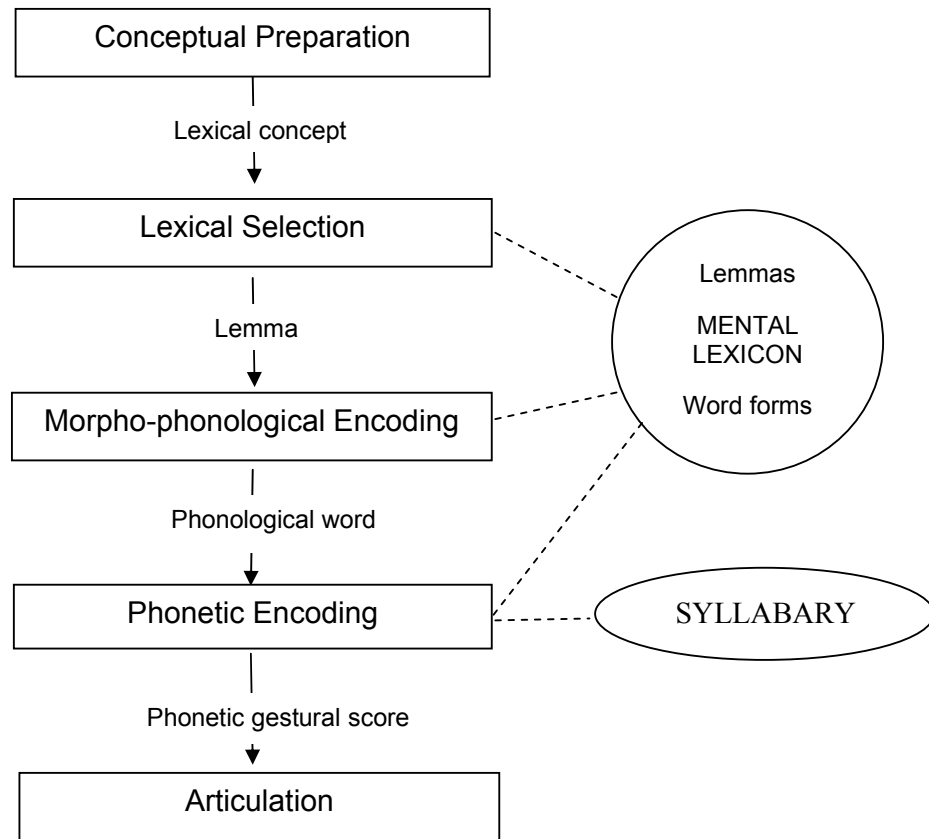 Conceptual Preparation
Lexical concept
Lexical Selection
Lemma
Morpho-phonological Encoding
Phonological word
Phonetic Encoding
Phonetic gestural score
Articulation
Lemmas
MENTAL
LEXICON
Word forms
SYLLABARY